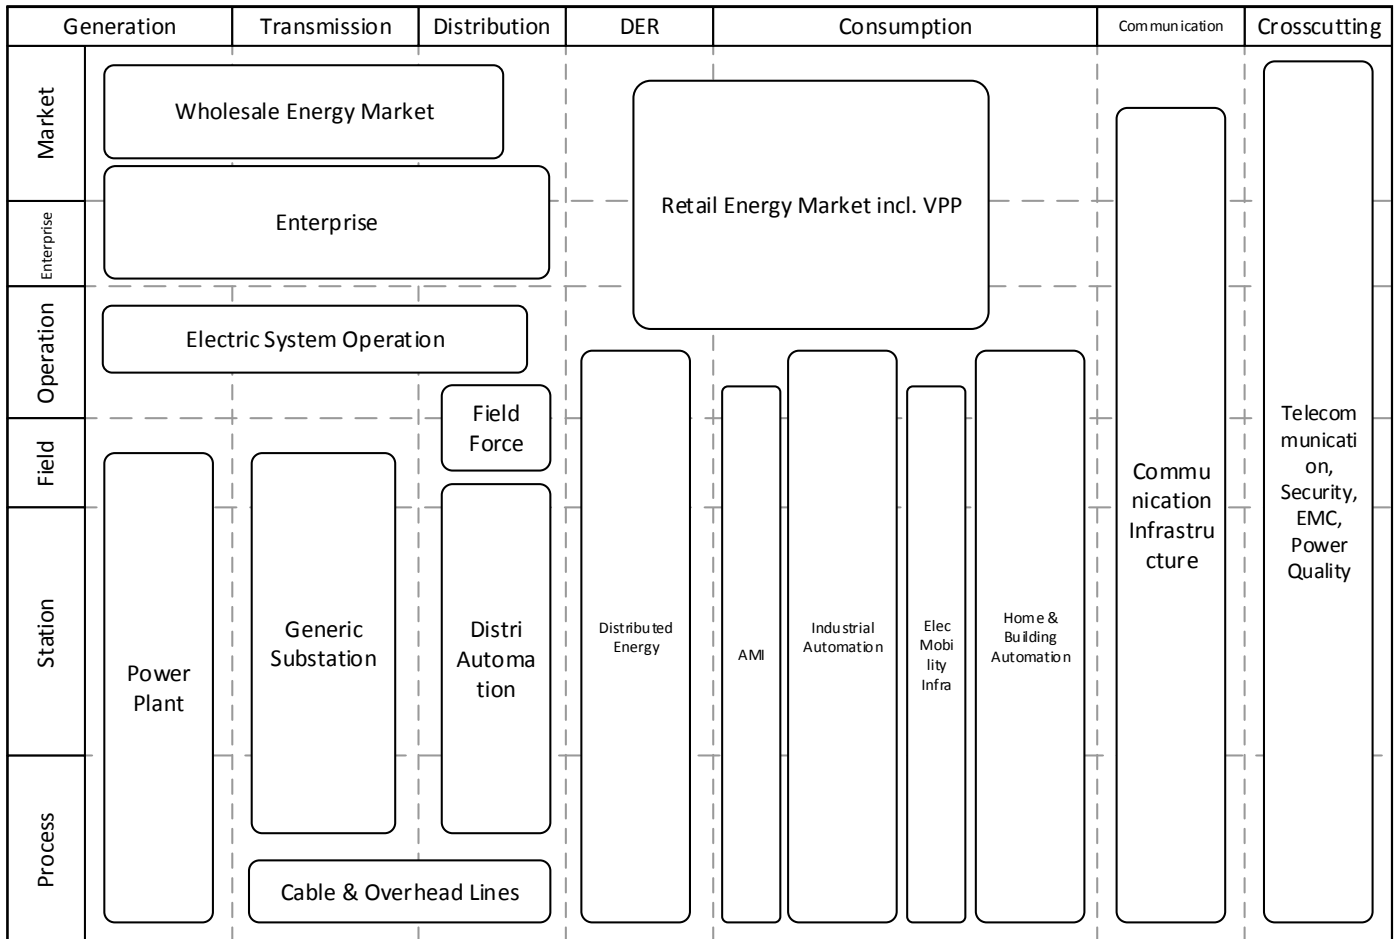 Generation
Transmission
Distribution
DER
Consumption
Communication
Crosscutting
Market
Enterprise
Operation
Field
Station
Process
Wholesale Energy Market
Enterprise
Retail Energy Market incl. VPP
Electric System Operation
Field
Force
Power
Plant
Generic
Substation
Distri
Automa
tion
Cable & Overhead Lines
Distributed
Energy
AMI
Industrial
Automation
Elec
Mobi
lity
Infra
Home &
Building
Automation
Commu
nication
Infrastru
cture
Telecom
municati
on,
Security,
EMC,
Power
Quality